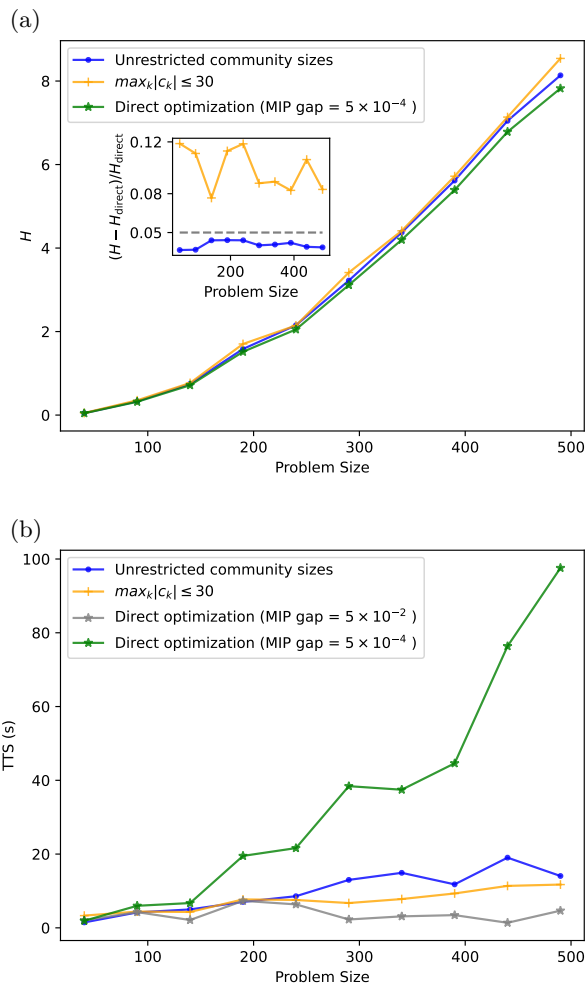 (a)
Unrestricted community sizes
max_k|c_k| ≤ 30
Direct optimization (MIP gap = 5 × 10^{-4} )
H
8
6
4
2
0
(H − H_direct)/H_direct
0.12
0.08
0.05
200 400
Problem Size
100 200 300 400 500
Problem Size
(b)
Unrestricted community sizes
max_k|c_k| ≤ 30
Direct optimization (MIP gap = 5 × 10^{-2} )
Direct optimization (MIP gap = 5 × 10^{-4} )
TTS (s)
100
80
60
40
20
0
100 200 300 400 500
Problem Size